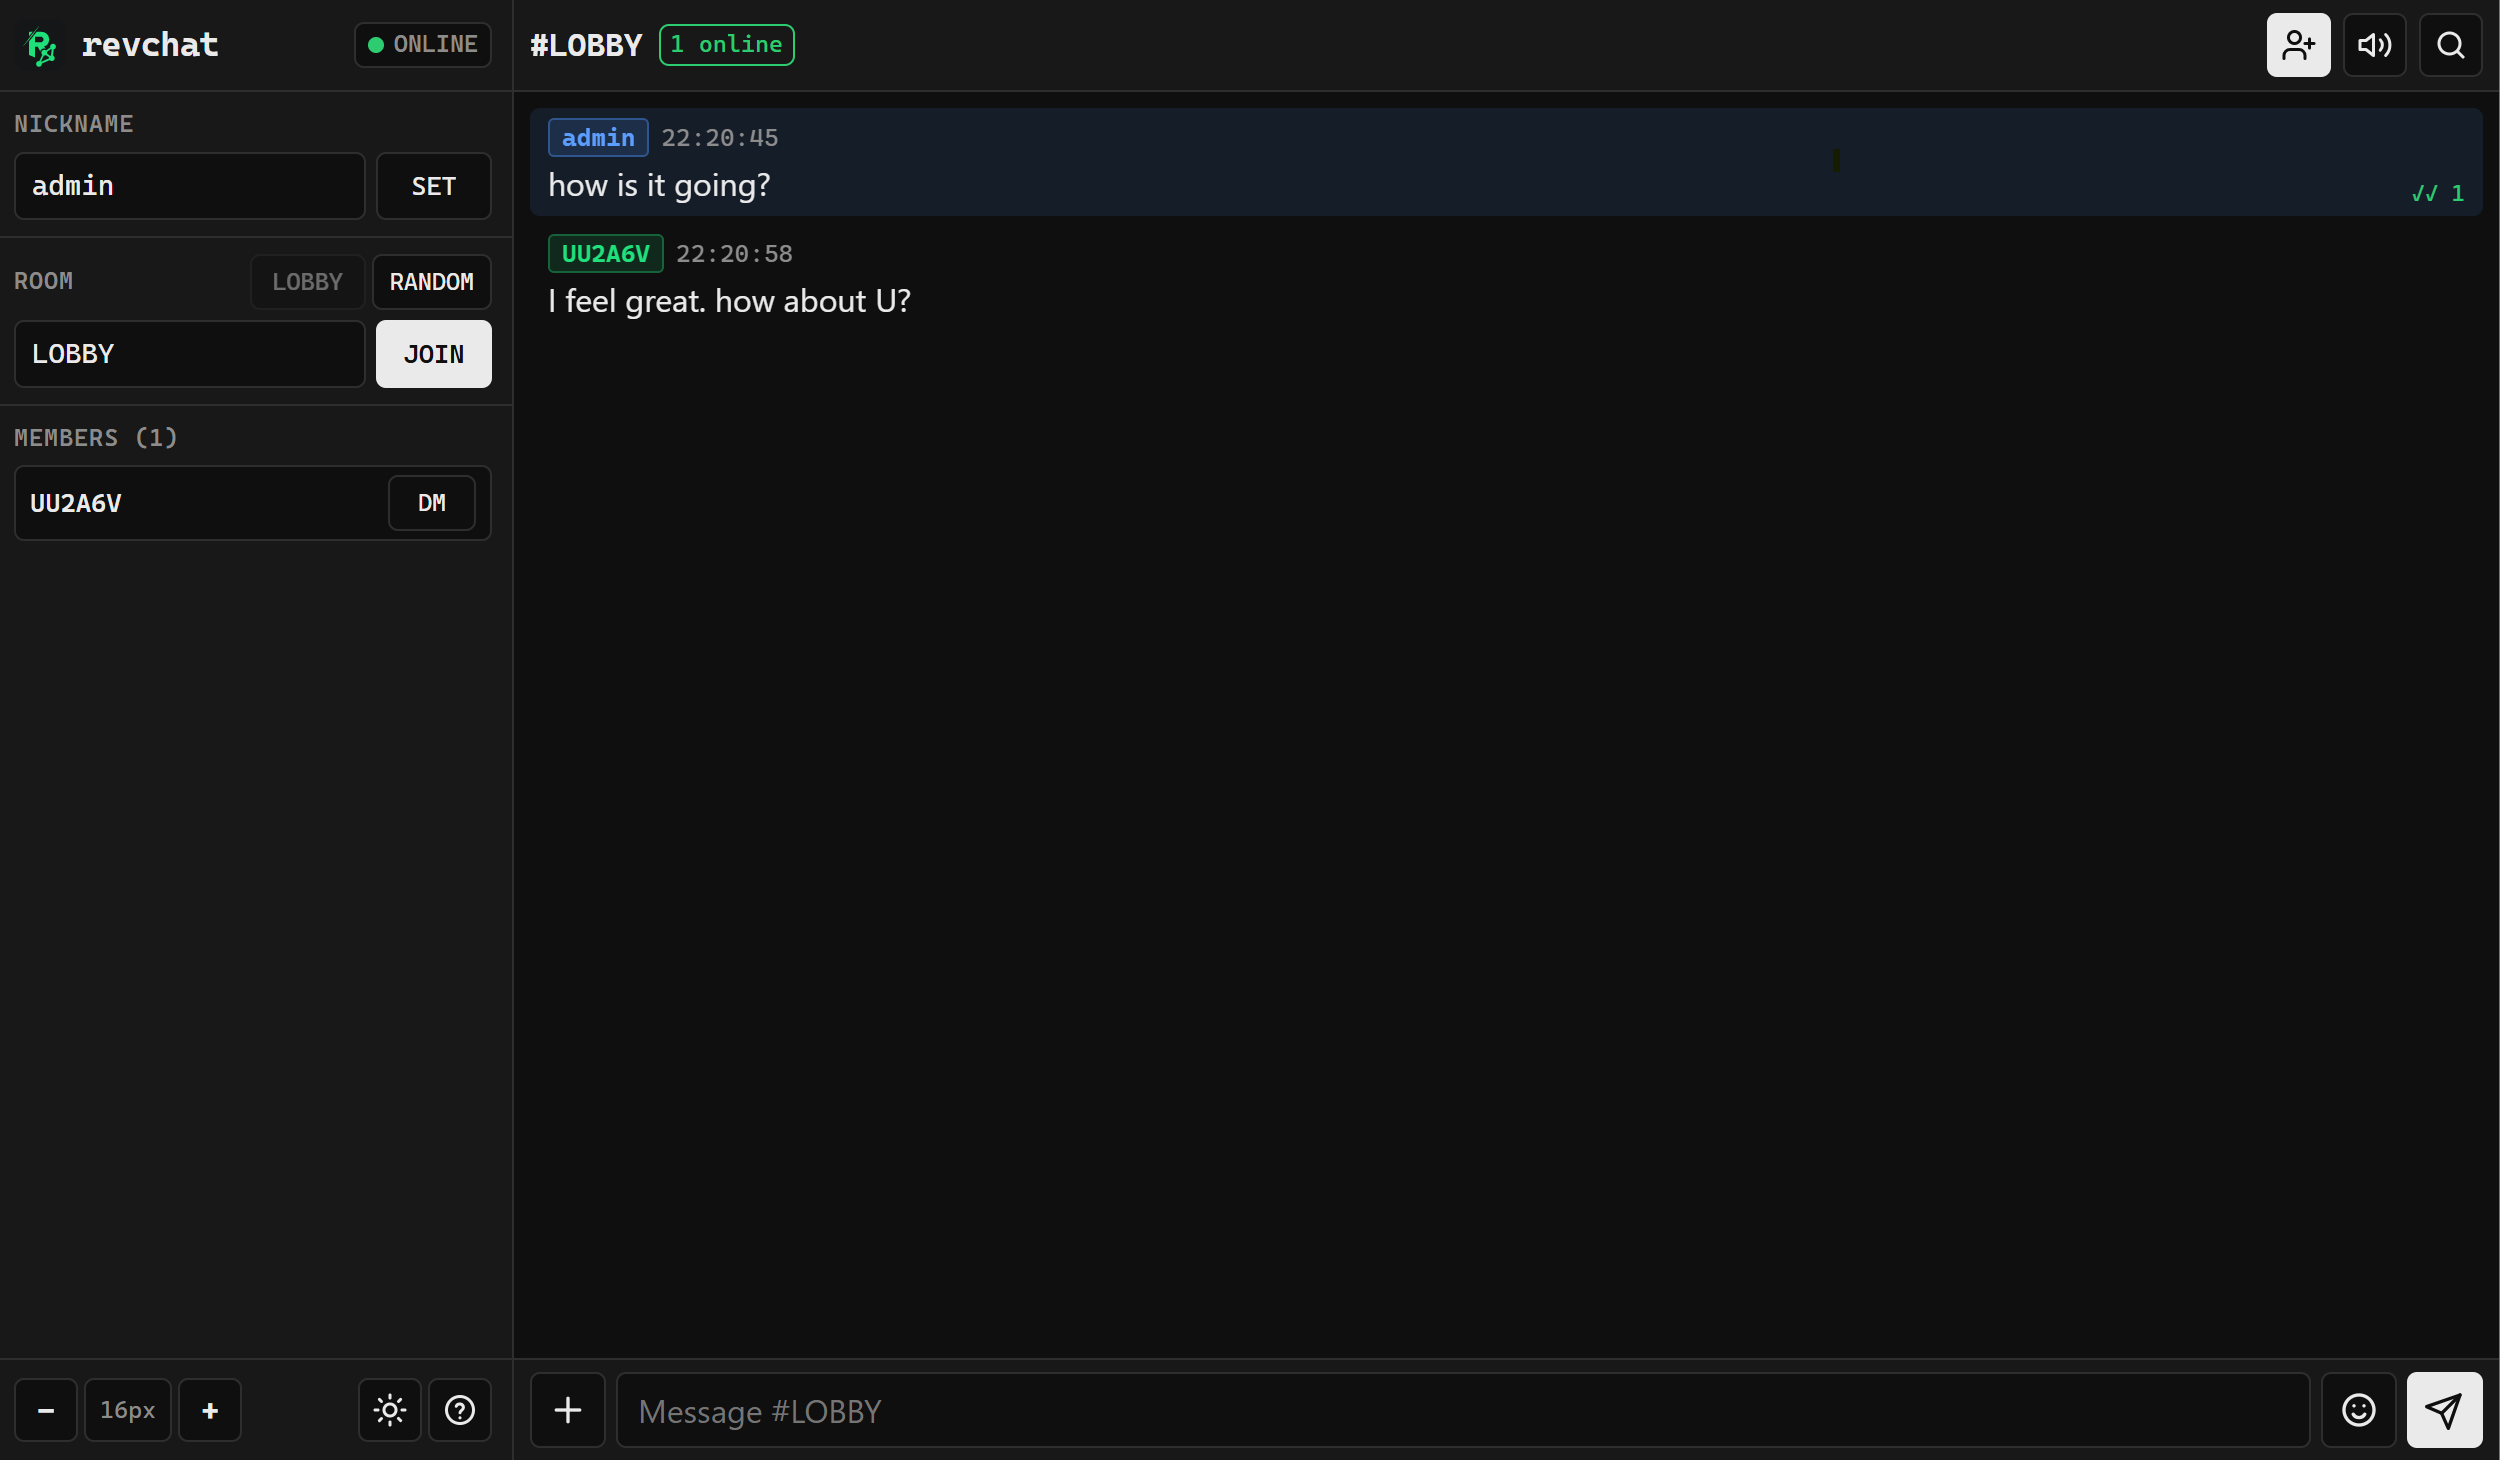 revchat
ONLINE
NICKNAME
admin
SET
ROOM
LOBBY
RANDOM
LOBBY
JOIN
MEMBERS (1)
UU2A6V
DM
16px
#LOBBY
1 online
admin 22:20:45
how is it going?
✓✓ 1
UU2A6V 22:20:58
I feel great. how about U?
Message #LOBBY